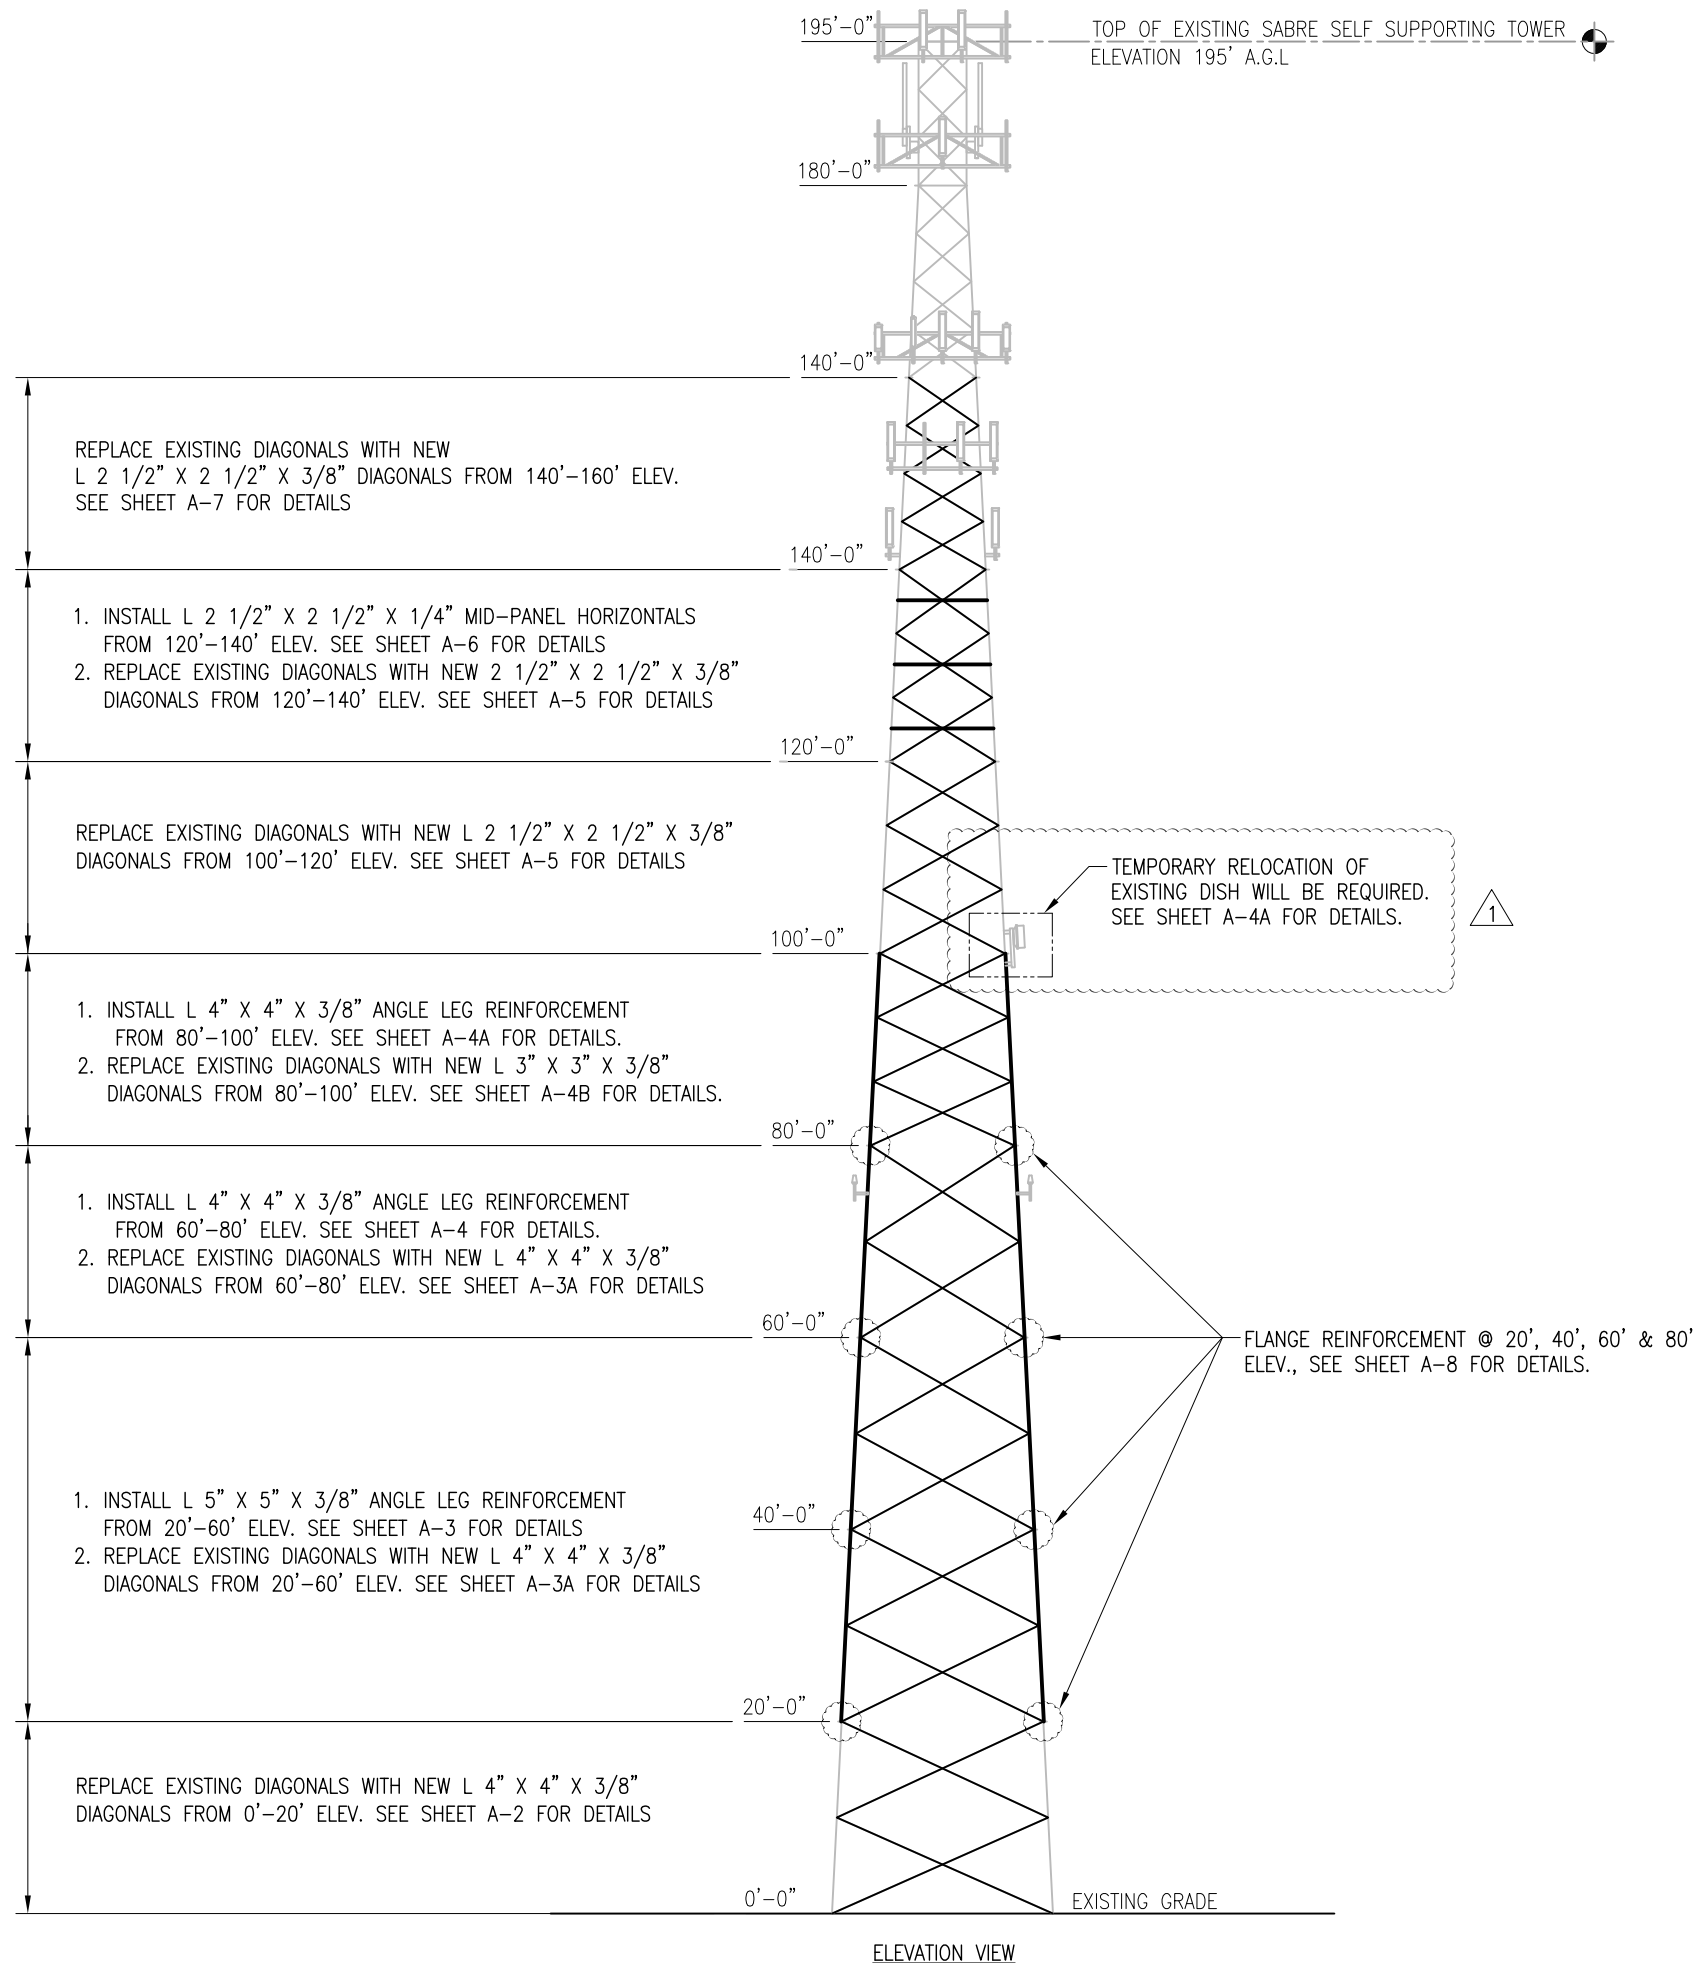 195'-0"
TOP OF EXISTING SABRE SELF SUPPORTING TOWER
ELEVATION 195' A.G.L
180'-0"
140'-0"
REPLACE EXISTING DIAGONALS WITH NEW
L 2 1/2" X 2 1/2" X 3/8" DIAGONALS FROM 140'-160' ELEV.
SEE SHEET A-7 FOR DETAILS
140'-0"
1. INSTALL L 2 1/2" X 2 1/2" X 1/4" MID-PANEL HORIZONTALS
FROM 120'-140' ELEV. SEE SHEET A-6 FOR DETAILS
2. REPLACE EXISTING DIAGONALS WITH NEW 2 1/2" X 2 1/2" X 3/8"
DIAGONALS FROM 120'-140' ELEV. SEE SHEET A-5 FOR DETAILS
120'-0"
REPLACE EXISTING DIAGONALS WITH NEW L 2 1/2" X 2 1/2" X 3/8"
DIAGONALS FROM 100'-120' ELEV. SEE SHEET A-5 FOR DETAILS
TEMPORARY RELOCATION OF
EXISTING DISH WILL BE REQUIRED.
SEE SHEET A-4A FOR DETAILS.
1
100'-0"
1. INSTALL L 4" X 4" X 3/8" ANGLE LEG REINFORCEMENT
FROM 80'-100' ELEV. SEE SHEET A-4A FOR DETAILS.
2. REPLACE EXISTING DIAGONALS WITH NEW L 3" X 3" X 3/8"
DIAGONALS FROM 80'-100' ELEV. SEE SHEET A-4B FOR DETAILS.
80'-0"
1. INSTALL L 4" X 4" X 3/8" ANGLE LEG REINFORCEMENT
FROM 60'-80' ELEV. SEE SHEET A-4 FOR DETAILS.
2. REPLACE EXISTING DIAGONALS WITH NEW L 4" X 4" X 3/8"
DIAGONALS FROM 60'-80' ELEV. SEE SHEET A-3A FOR DETAILS
60'-0"
FLANGE REINFORCEMENT @ 20', 40', 60' & 80'
ELEV., SEE SHEET A-8 FOR DETAILS.
1. INSTALL L 5" X 5" X 3/8" ANGLE LEG REINFORCEMENT
FROM 20'-60' ELEV. SEE SHEET A-3 FOR DETAILS
2. REPLACE EXISTING DIAGONALS WITH NEW L 4" X 4" X 3/8"
DIAGONALS FROM 20'-60' ELEV. SEE SHEET A-3A FOR DETAILS
40'-0"
20'-0"
REPLACE EXISTING DIAGONALS WITH NEW L 4" X 4" X 3/8"
DIAGONALS FROM 0'-20' ELEV. SEE SHEET A-2 FOR DETAILS
0'-0"
EXISTING GRADE
ELEVATION VIEW